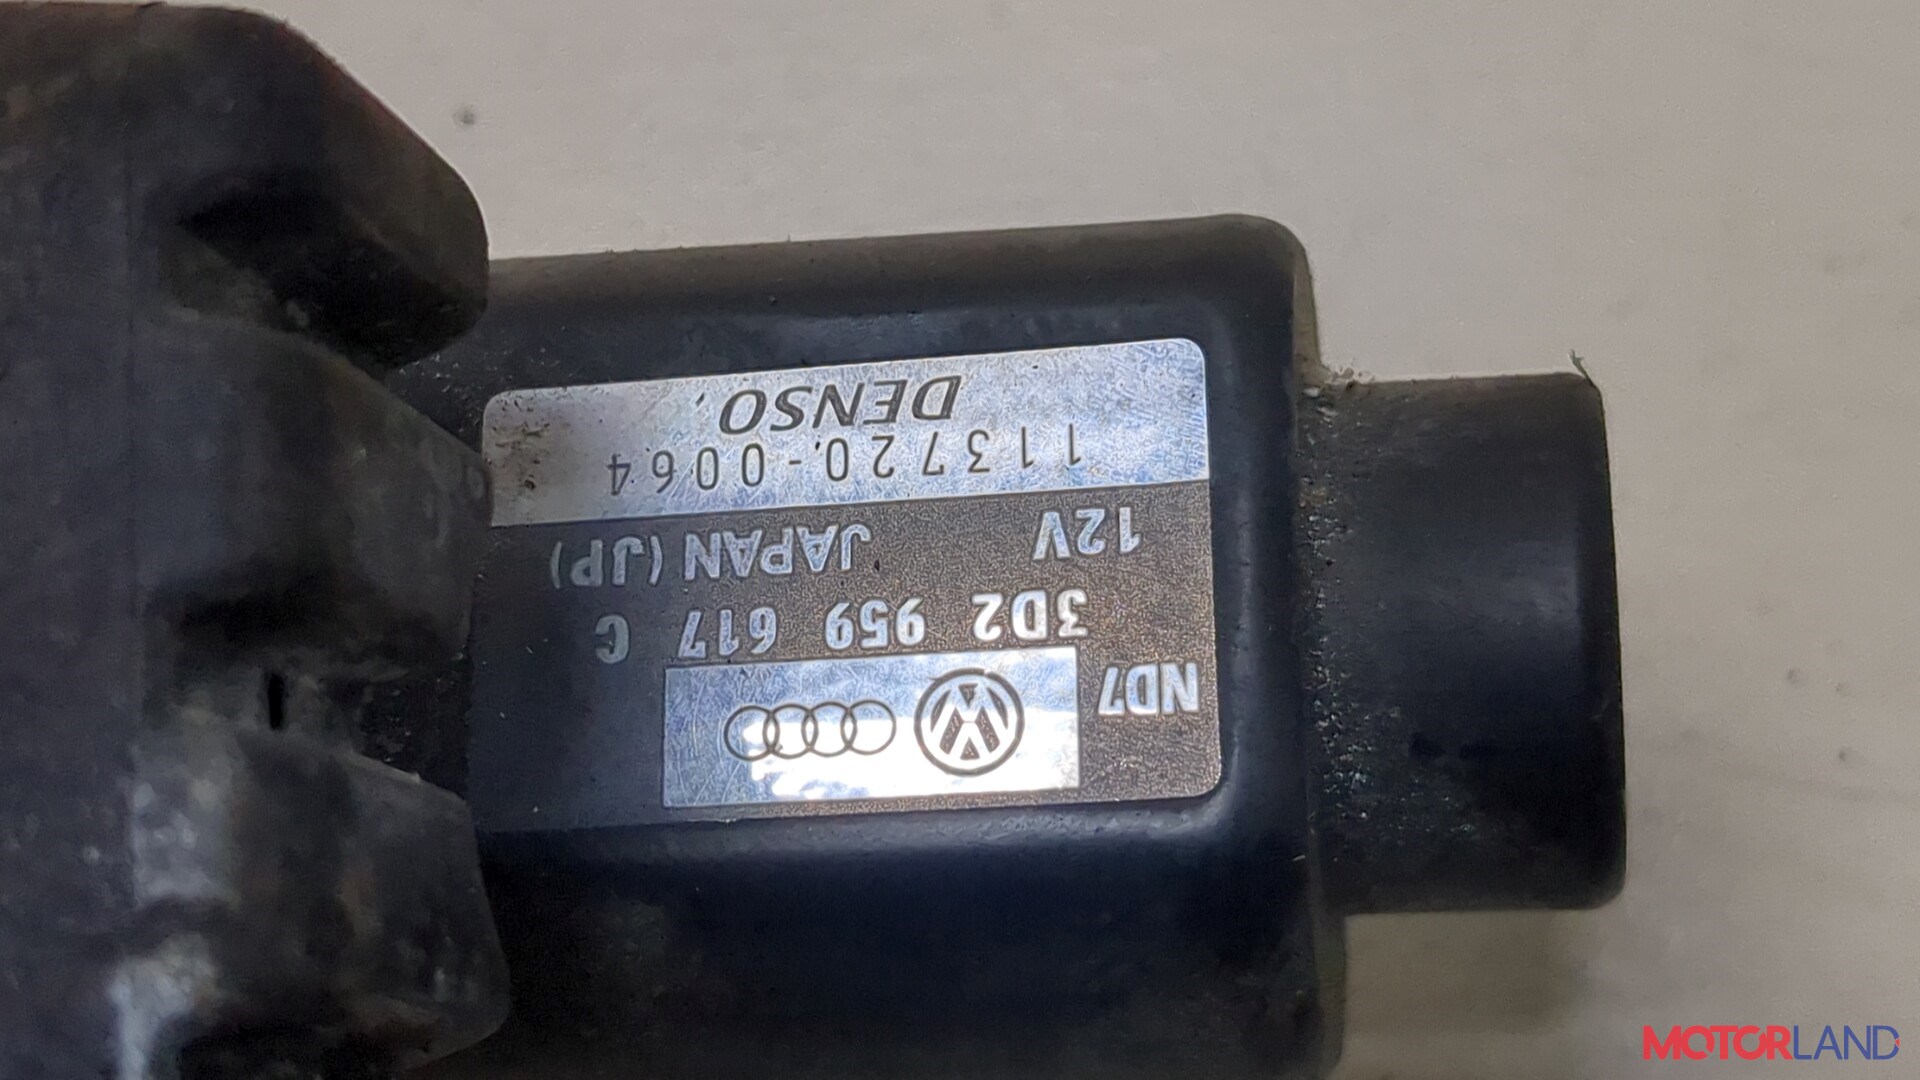 ND7
3D2 959 617 C
12V JAPAN (JP)
113720-0064
DENSO
MOTORLAND